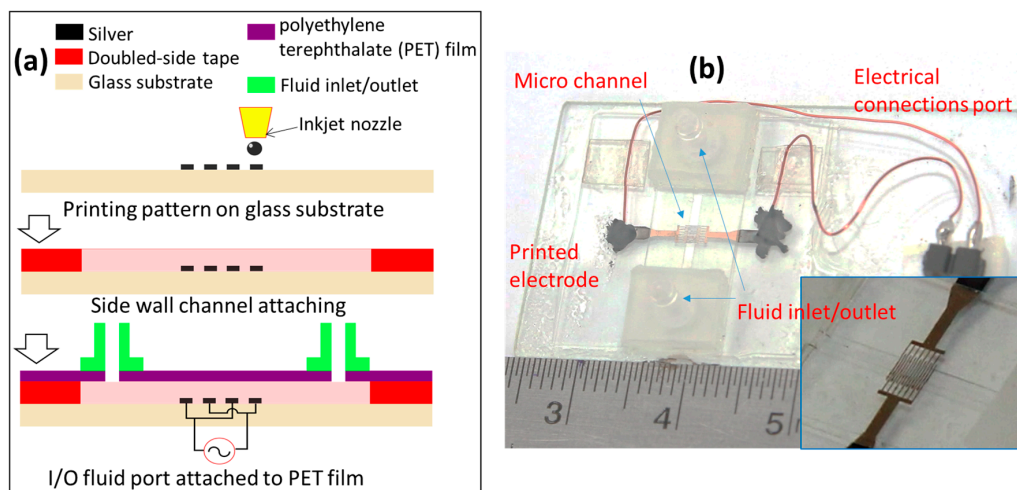 (a)
Silver
Doubled-side tape
Glass substrate
polyethylene
terephthalate (PET) film
Fluid inlet/outlet
Inkjet nozzle
Printing pattern on glass substrate
Side wall channel attaching
I/O fluid port attached to PET film
(b)
Micro channel
Electrical
connections port
Printed
electrode
Fluid inlet/outlet
3 4 5